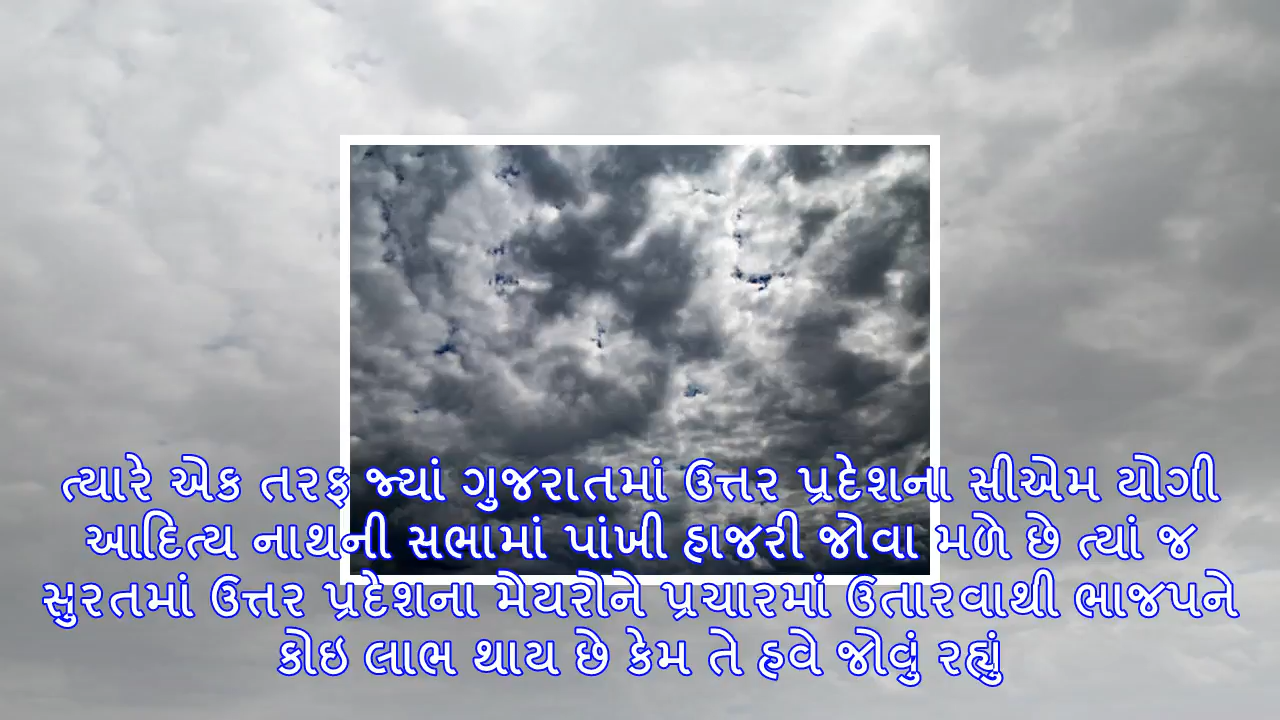 ત્યારે એક તરફ જ્યાં ગુજરાતમાં ઉત્તર પ્રદેશના સીએમ યોગી
આદિત્ય નાથની સભામાં પાંખી હાજરી જોવા મળે છે ત્યાં જ
સુરતમાં ઉત્તર પ્રદેશના મેયરોને પ્રચારમાં ઉતારવાથી ભાજપને
કોઇ લાભ થાય છે કેમ તે હવે જોવું રહ્યું